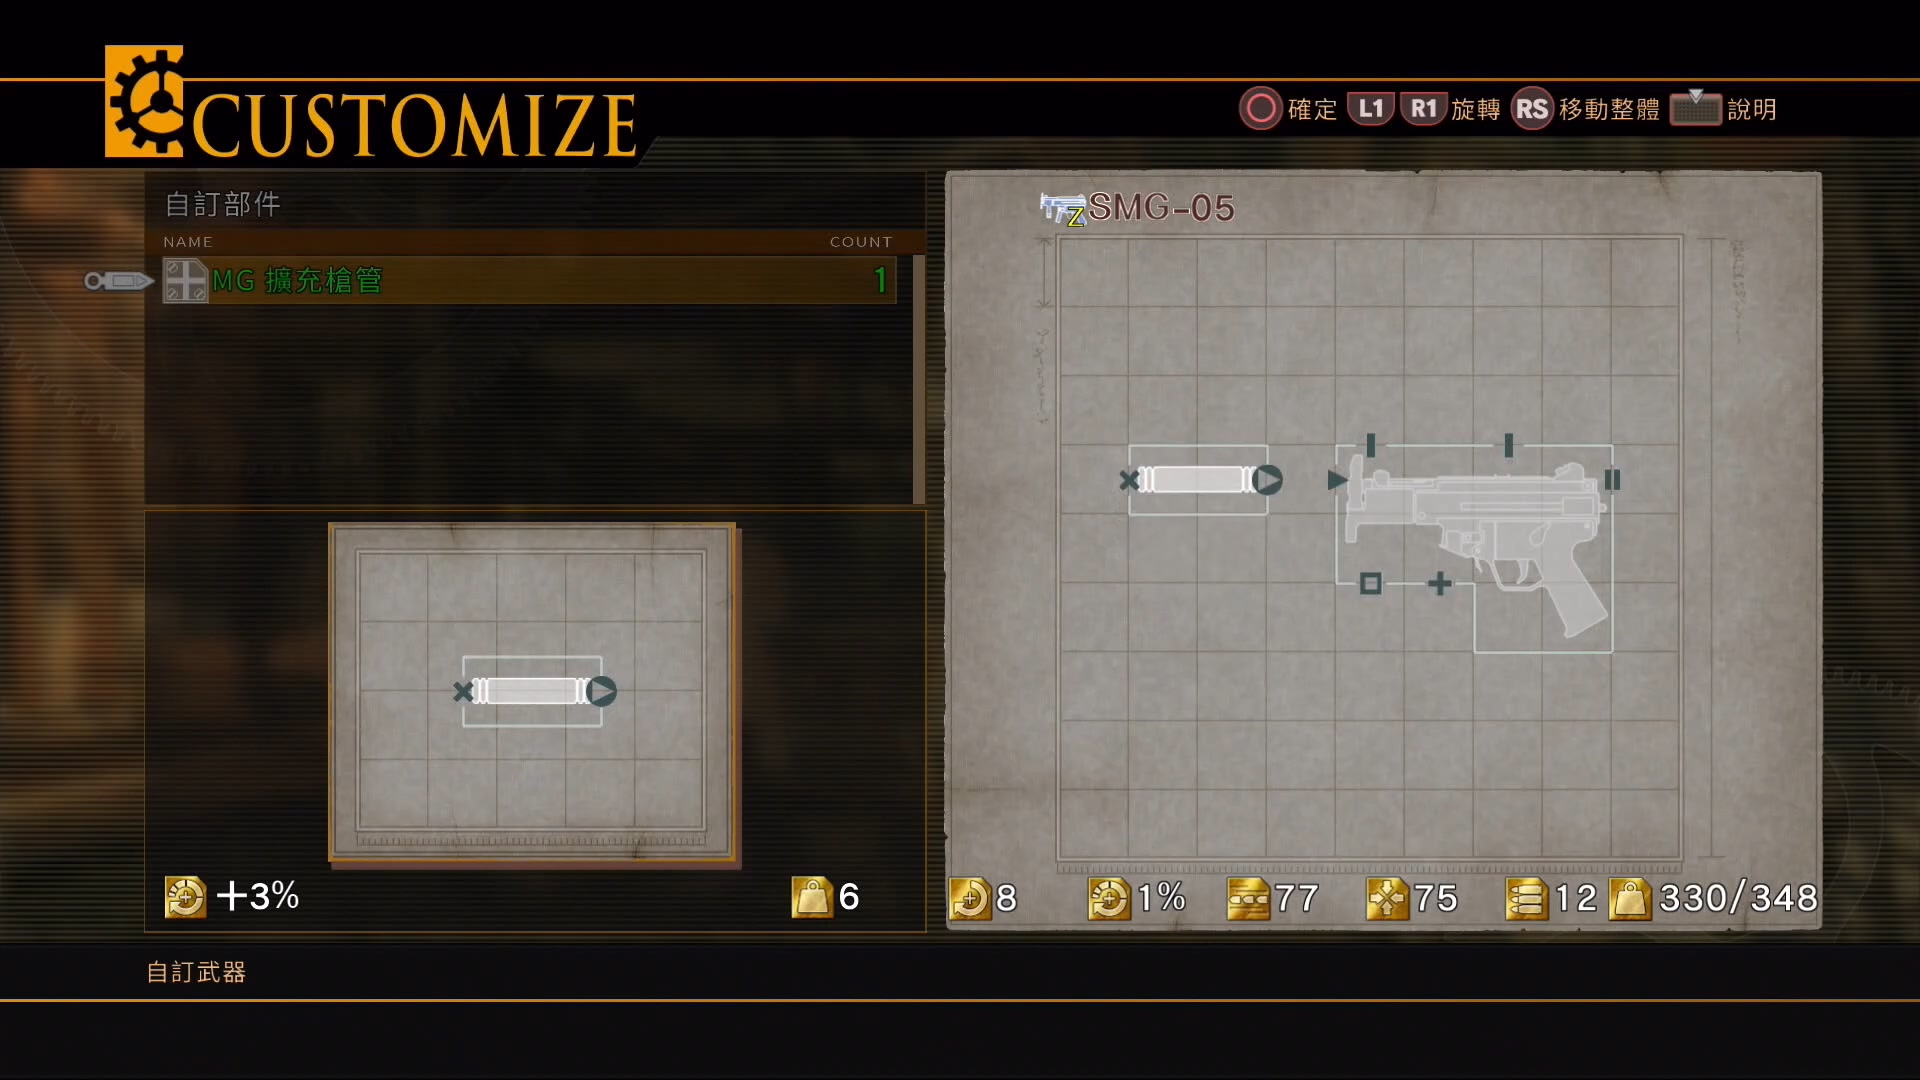 CUSTOMIZE
確定 L1 R1 旋轉 RS 移動整體 說明
自訂部件
NAME COUNT
MG 擴充槍管 1
+3% 6
Z SMG-05
8 1% 77 75 12 330/348
自訂武器